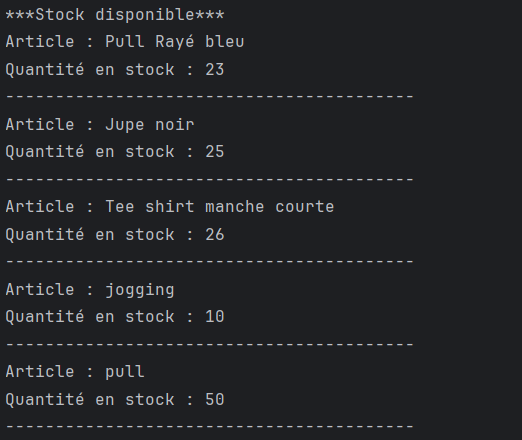 ***Stock disponible***
Article : Pull Rayé bleu
Quantité en stock : 23
-----------------------------------------
Article : Jupe noir
Quantité en stock : 25
-----------------------------------------
Article : Tee shirt manche courte
Quantité en stock : 26
-----------------------------------------
Article : jogging
Quantité en stock : 10
-----------------------------------------
Article : pull
Quantité en stock : 50
-----------------------------------------